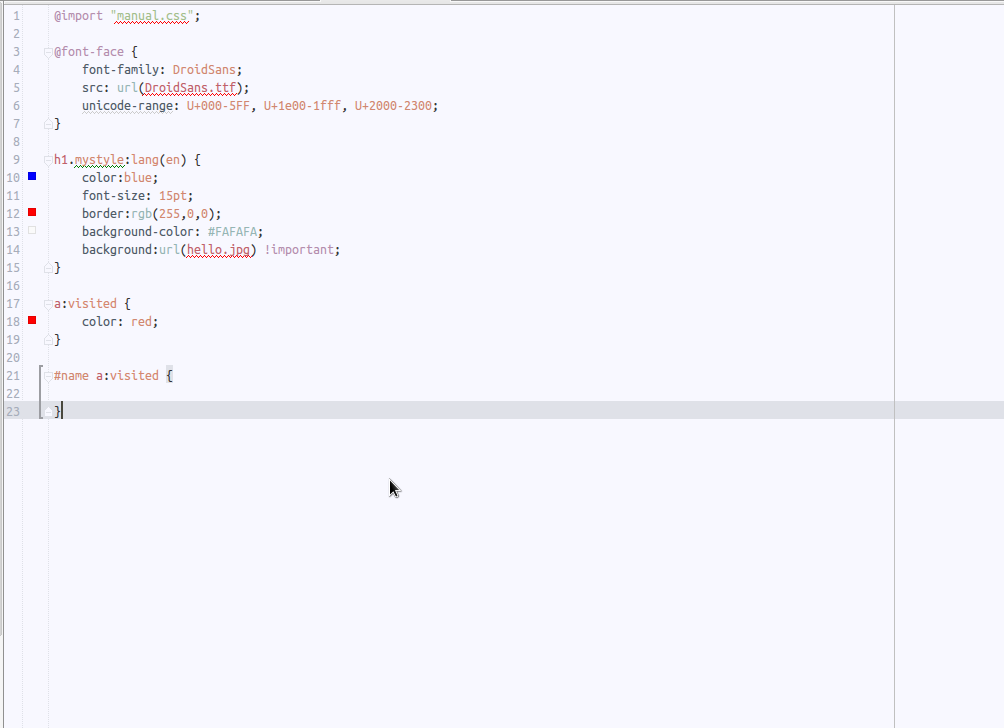 1 @import "manual.css";
2
3 @font-face {
4 font-family: DroidSans;
5 src: url(DroidSans.ttf);
6 unicode-range: U+000-5FF, U+1e00-1fff, U+2000-2300;
7 }
8
9 h1.mystyle:lang(en) {
10 color:blue;
11 font-size: 15pt;
12 border:rgb(255,0,0);
13 background-color: #FAFAFA;
14 background:url(hello.jpg) !important;
15 }
16
17 a:visited {
18 color: red;
19 }
20
21 #name a:visited {
22
23 }